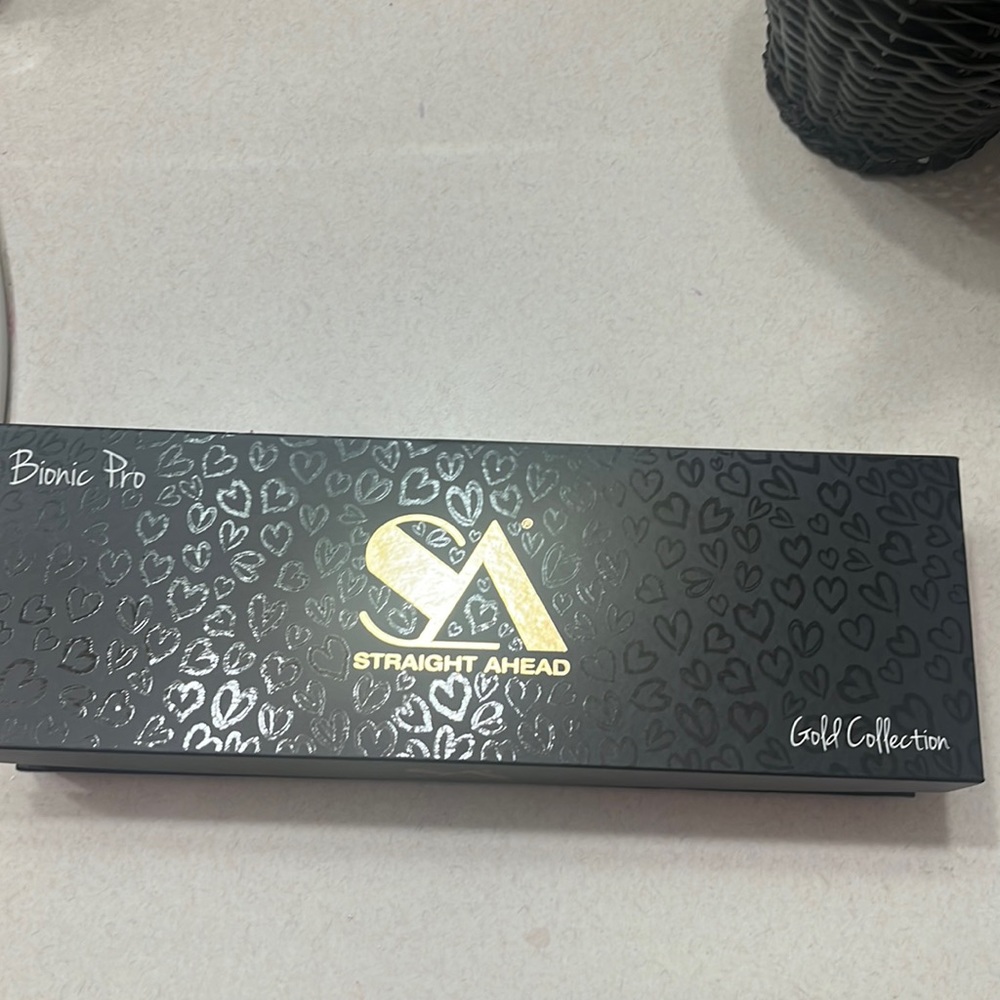 Bionic Pro
SA®
STRAIGHT AHEAD
Gold Collection